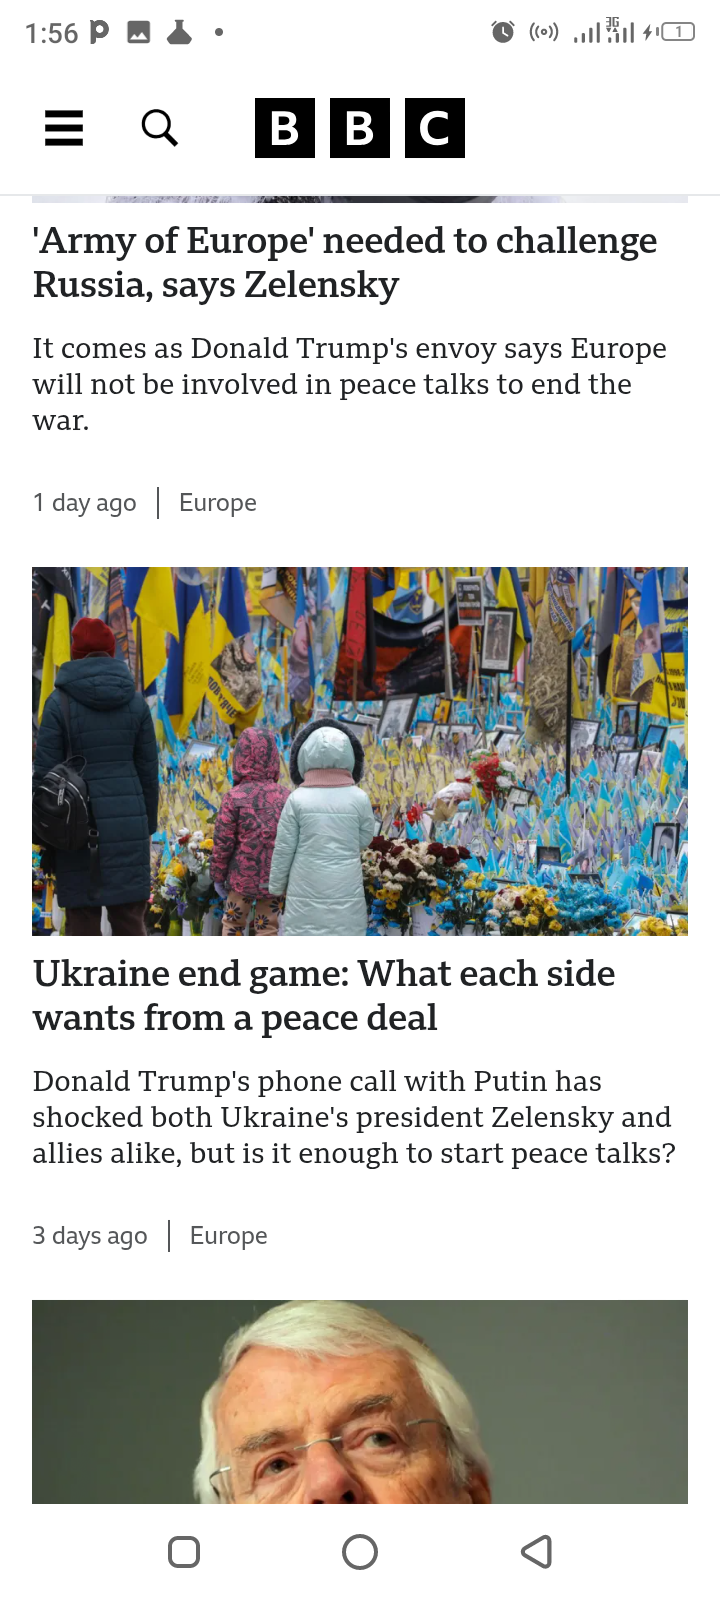 1:56
3G
1
BBC
'Army of Europe' needed to challenge
Russia, says Zelensky
It comes as Donald Trump's envoy says Europe
will not be involved in peace talks to end the
war.
1 day ago | Europe
Ukraine end game: What each side
wants from a peace deal
Donald Trump's phone call with Putin has
shocked both Ukraine's president Zelensky and
allies alike, but is it enough to start peace talks?
3 days ago | Europe